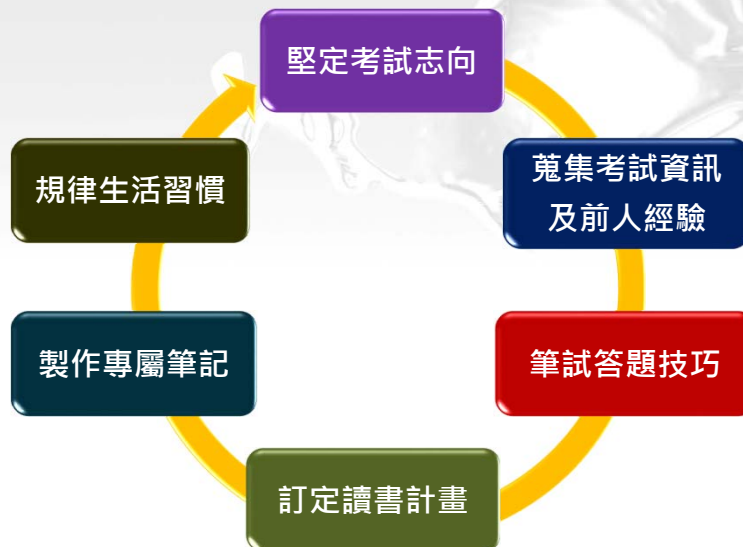 堅定考試志向
蒐集考試資訊
及前人經驗
筆試答題技巧
訂定讀書計畫
製作專屬筆記
規律生活習慣